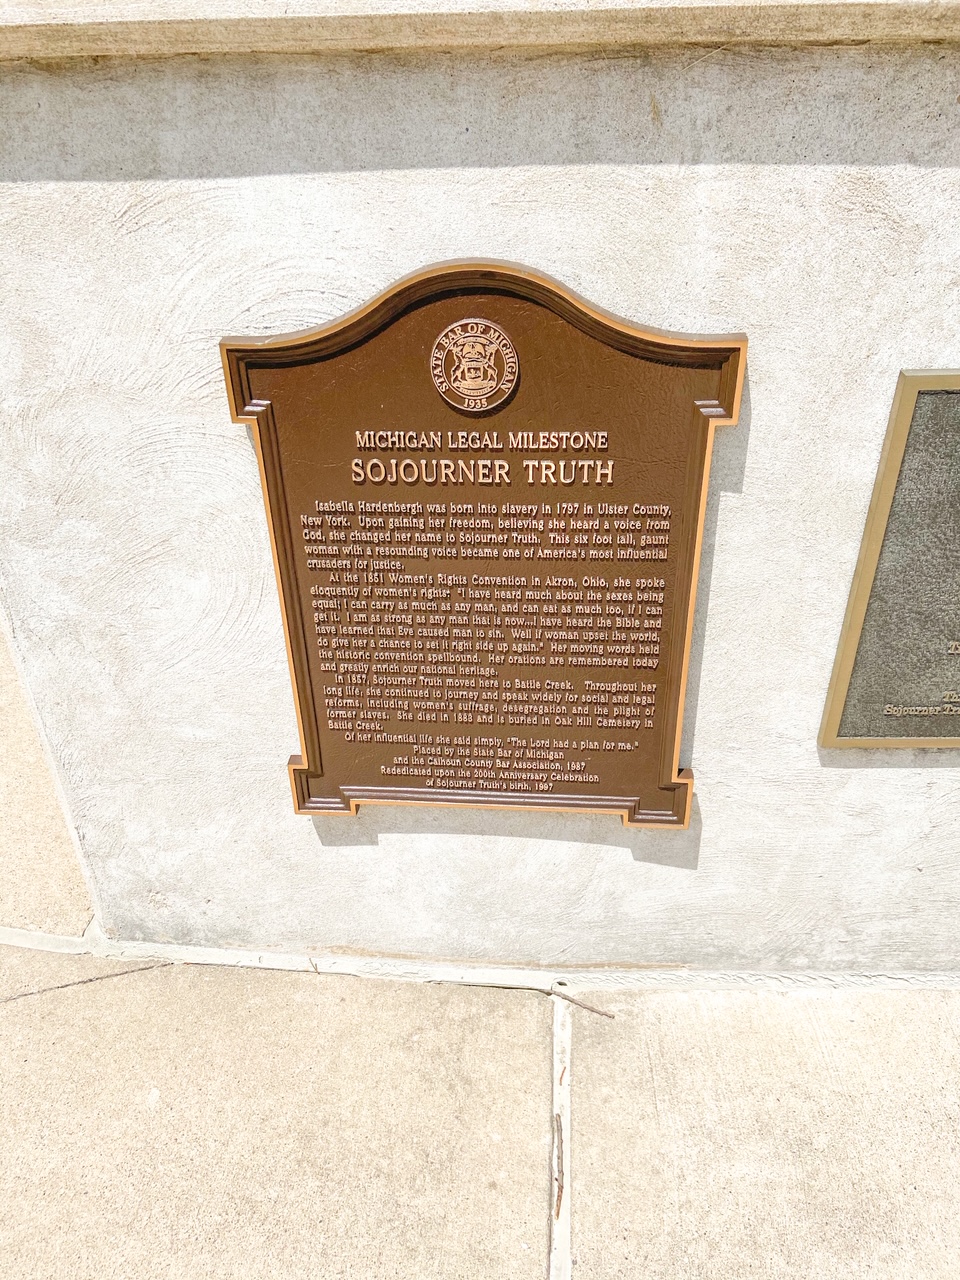 STATE BAR OF MICHIGAN
1935
MICHIGAN LEGAL MILESTONE
SOJOURNER TRUTH
Isabella Hardenbergh was born into slavery in 1797 in Ulster County,
New York. Upon gaining her freedom, believing she heard a voice from
God, she changed her name to Sojourner Truth. This six foot tall, gaunt
woman with a resounding voice became one of America's most influential
crusaders for justice.
At the 1851 Women's Rights Convention in Akron, Ohio, she spoke
eloquently of women's rights: "I have heard much about the sexes being
equal; I can carry as much as any man, and can eat as much too, if I can
get it. I am as strong as any man that is now...I have heard the Bible and
have learned that Eve caused man to sin. Well if woman upset the world,
do give her a chance to set it right side up again." Her moving words held
the historic convention spellbound. Her orations are remembered today
and greatly enrich our national heritage.
In 1857, Sojourner Truth moved here to Battle Creek. Throughout her
long life, she continued to journey and speak widely for social and legal
reforms, including women's suffrage, desegregation and the plight of
former slaves. She died in 1883 and is buried in Oak Hill Cemetery in
Battle Creek.
Of her influential life she said simply, "The Lord had a plan for me."
Placed by the State Bar of Michigan
and the Calhoun County Bar Association, 1987
Rededicated upon the 200th Anniversary Celebration
of Sojourner Truth's birth, 1997
Sojourner